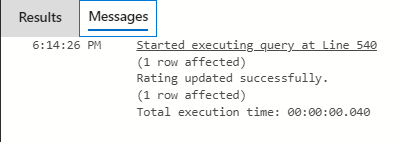 Results Messages
6:14:26 PM Started executing query at Line 540
(1 row affected)
Rating updated successfully.
(1 row affected)
Total execution time: 00:00:00.040